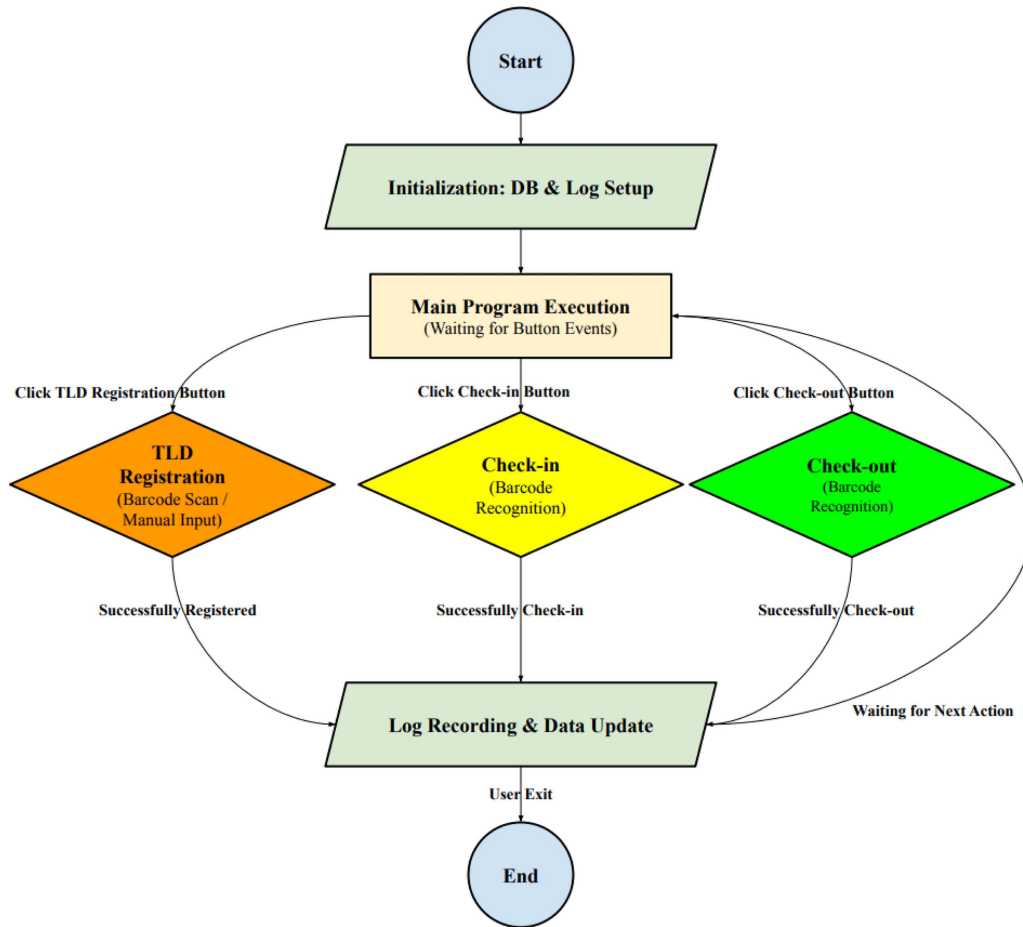 Start
Initialization: DB & Log Setup
Main Program Execution
(Waiting for Button Events)
Click TLD Registration Button
Click Check-in Button
Click Check-out Button
TLD
Registration
(Barcode Scan /
Manual Input)
Check-in
(Barcode
Recognition)
Check-out
(Barcode
Recognition)
Successfully Registered
Successfully Check-in
Successfully Check-out
Waiting for Next Action
Log Recording & Data Update
User Exit
End